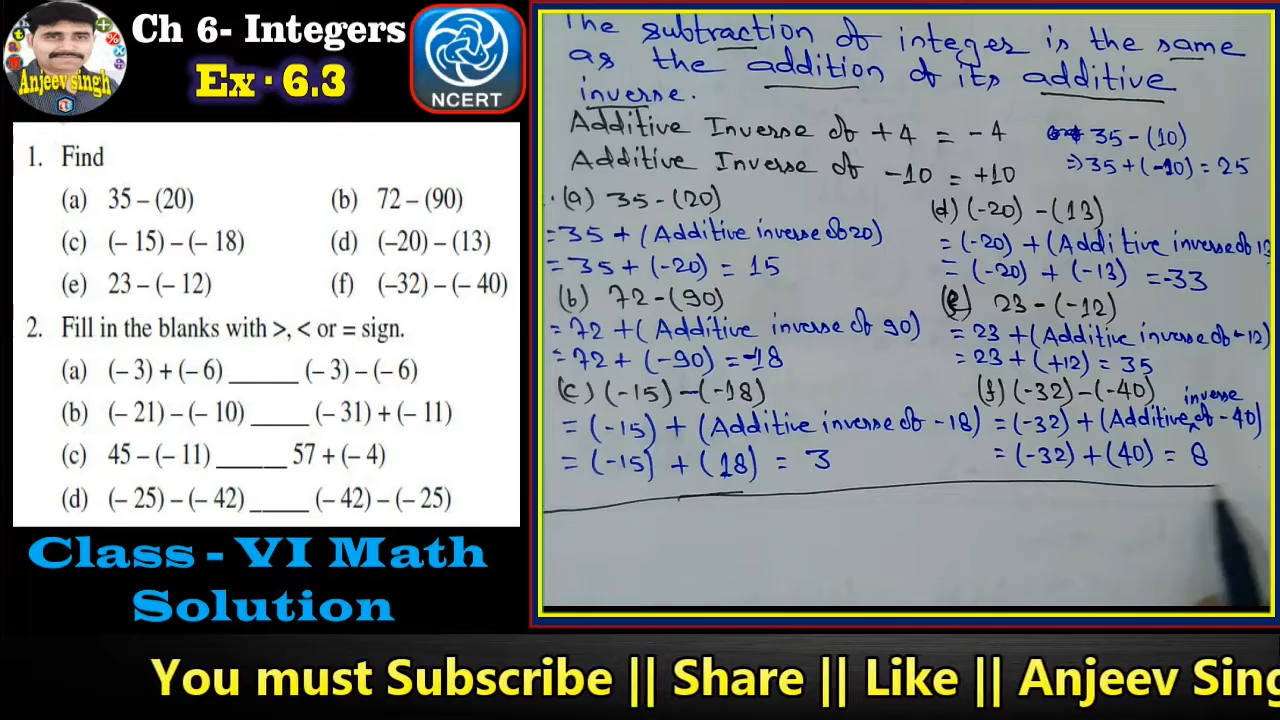 Anjeev singh
Ch 6- Integers
Ex · 6.3
NCERT
1. Find
(a) 35 – (20) (b) 72 – (90)
(c) (– 15) – (– 18) (d) (–20) – (13)
(e) 23 – (– 12) (f) (–32) – (– 40)
2. Fill in the blanks with >, < or = sign.
(a) (– 3) + (– 6) ______ (– 3) – (– 6)
(b) (– 21) – (– 10) _____ (– 31) + (– 11)
(c) 45 – (– 11) ______ 57 + (– 4)
(d) (– 25) – (– 42) _____ (– 42) – (– 25)
Class - VI Math
Solution
The subtraction of integers is the same
as the addition of its additive
inverse.
Additive Inverse of +4 = -4
Additive Inverse of -10 = +10
35 - (10)
⇒ 35 + (-10) = 25
(a) 35 - (20)
= 35 + (Additive inverse of 20)
= 35 + (-20) = 15
(b) 72 - (90)
= 72 + (Additive inverse of 90)
= 72 + (-90) = -18
(c) (-15) - (-18)
= (-15) + (Additive inverse of -18)
= (-15) + (18) = 3
(d) (-20) - (13)
= (-20) + (Additive inverse of 13
= (-20) + (-13) = -33
(e) 23 - (-12)
= 23 + (Additive inverse of -12)
= 23 + (+12) = 35
(f) (-32) - (-40)
= (-32) + (Additive inverse of -40)
= (-32) + (40) = 8
You must Subscribe || Share || Like || Anjeev Sing